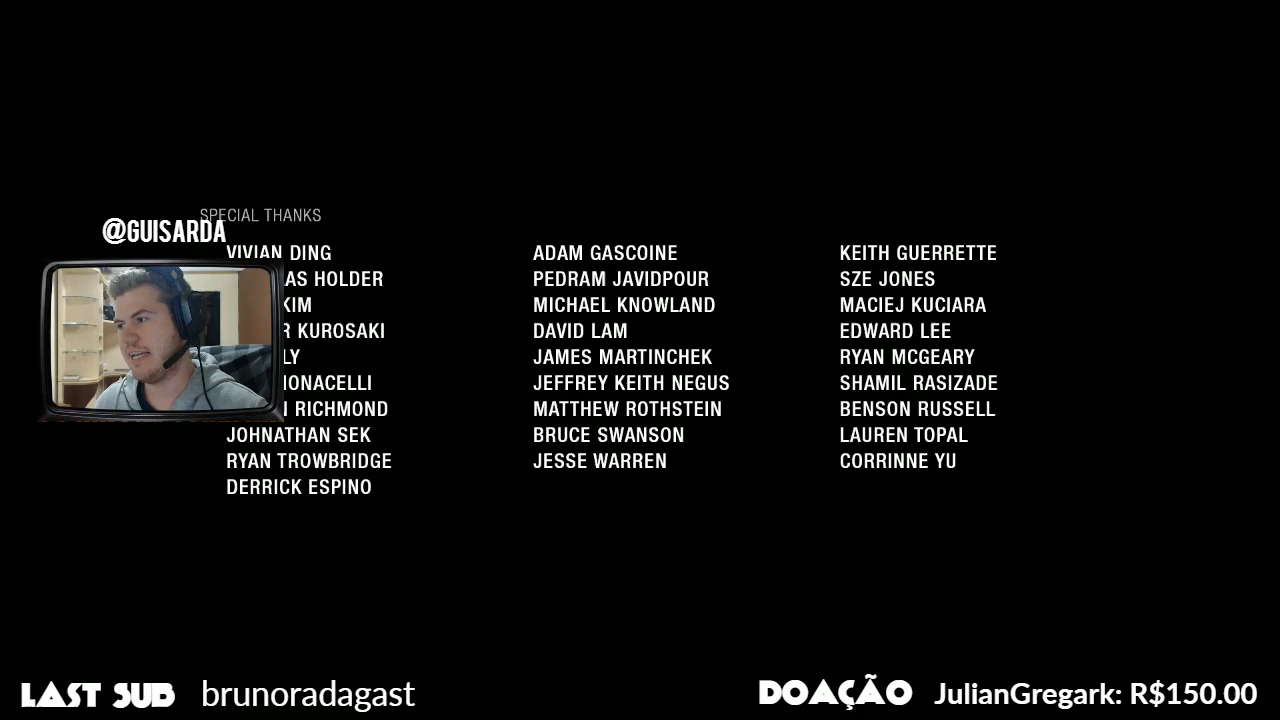 SPECIAL THANKS
@GUISARDA
VIVIAN DING ADAM GASCOINE KEITH GUERRETTE
HOLDER PEDRAM JAVIDPOUR SZE JONES
KIM MICHAEL KNOWLAND MACIEJ KUCIARA
KUROSAKI DAVID LAM EDWARD LEE
JAMES MARTINCHEK RYAN MCGEARY
JEFFREY KEITH NEGUS SHAMIL RASIZADE
RICHMOND MATTHEW ROTHSTEIN BENSON RUSSELL
JOHNATHAN SEK BRUCE SWANSON LAUREN TOPAL
RYAN TROWBRIDGE JESSE WARREN CORRINNE YU
DERRICK ESPINO
LAST SUB brunoradagast DOAÇÃO JulianGregark: R$150.00